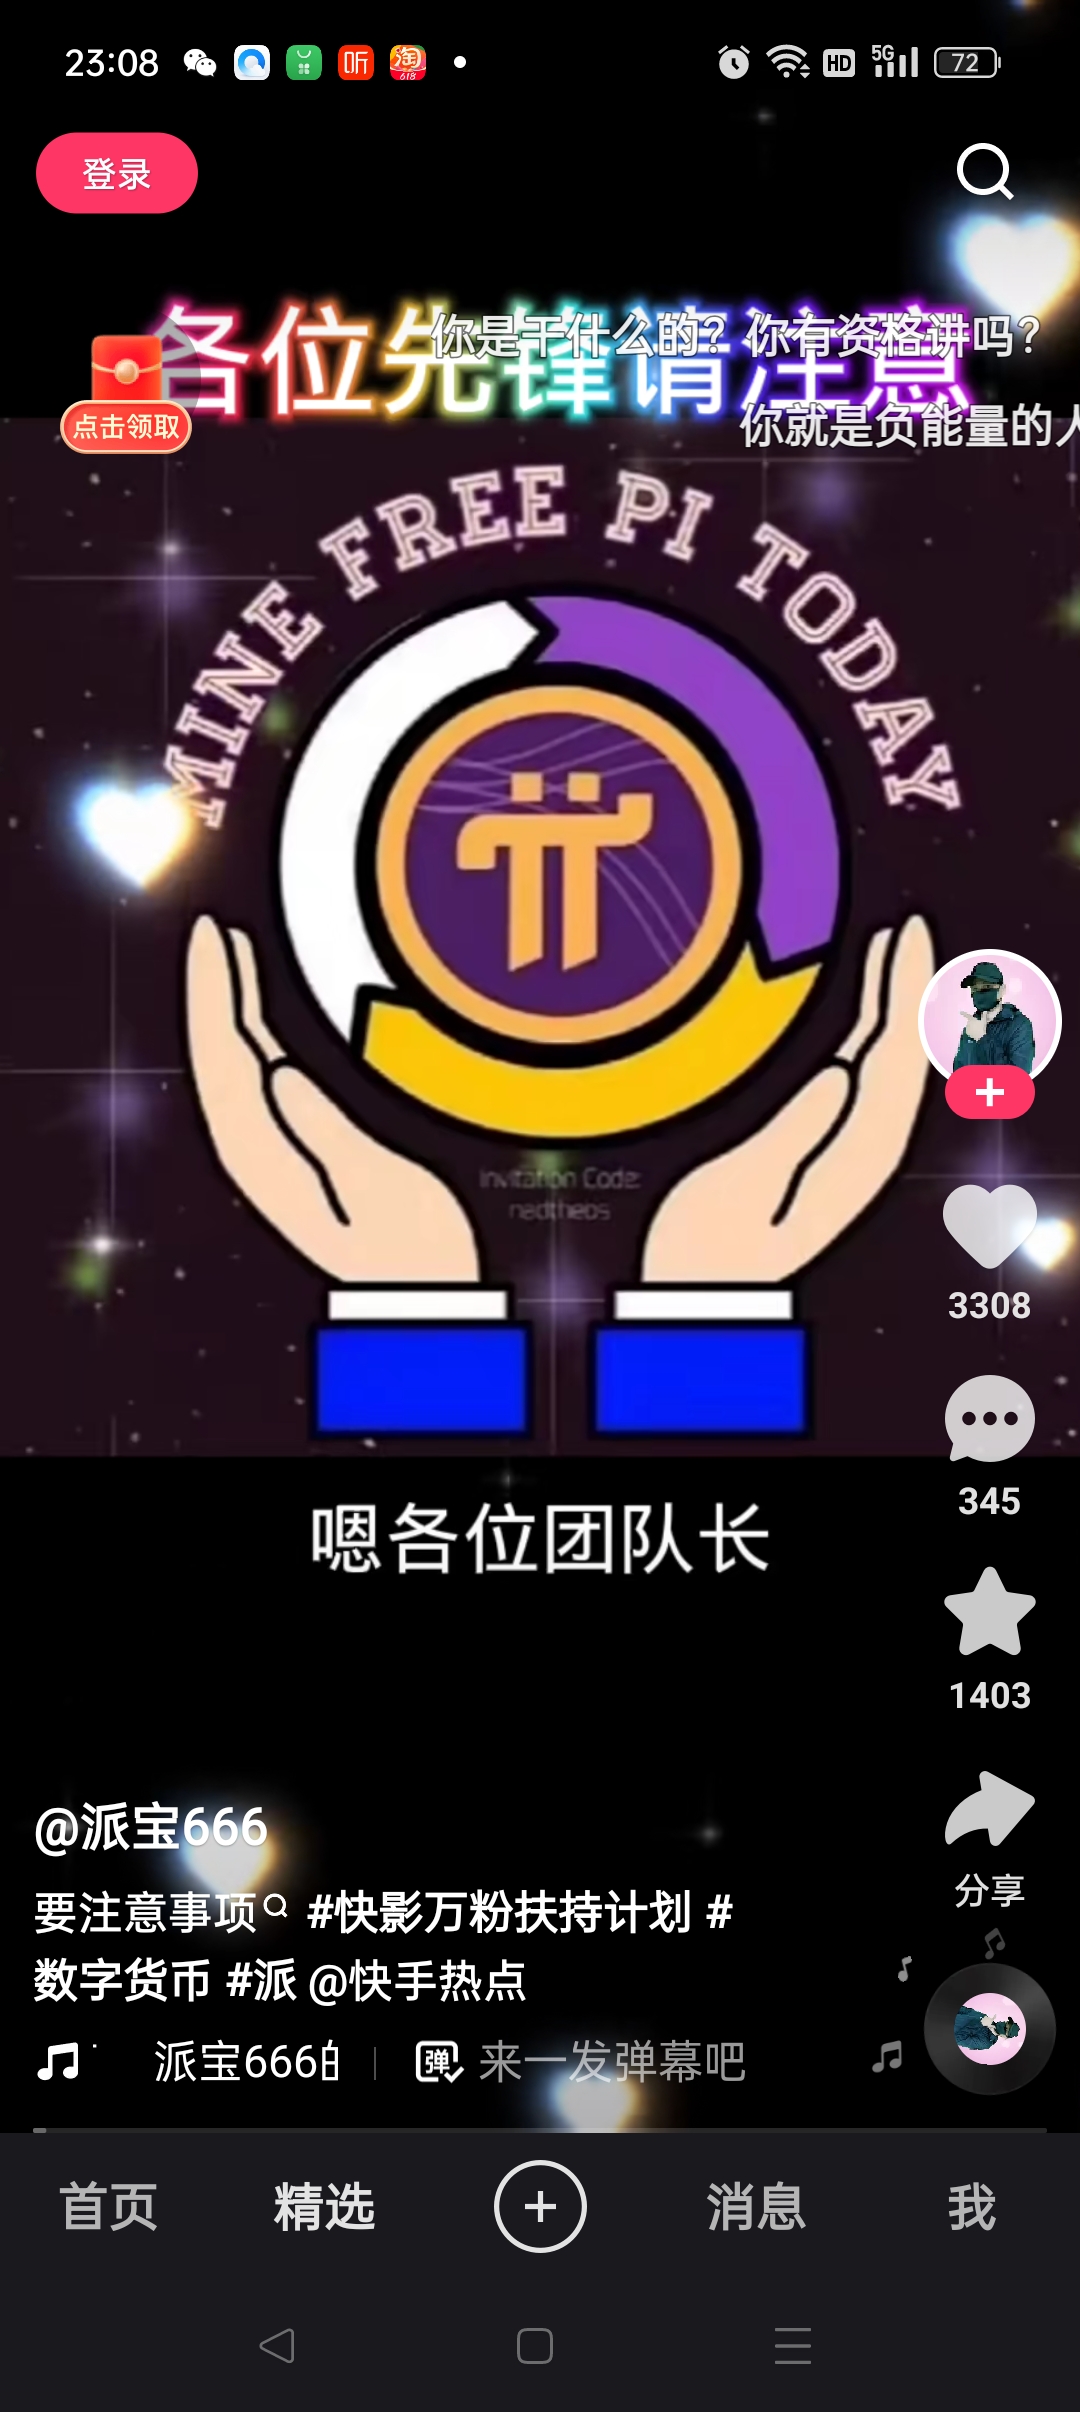 23:08
听
淘
618
HD
5G
72
登录
各位先锋请注意
你是干什么的？你有资格讲吗？
点击领取
你就是负能量的人
MINE FREE PI TODAY
Invitation Code:
3308
345
嗯各位团队长
1403
@派宝666
分享
要注意事项 #快影万粉扶持计划 #
数字货币 #派 @快手热点
派宝666的
弹 来一发弹幕吧
首页 精选 消息 我